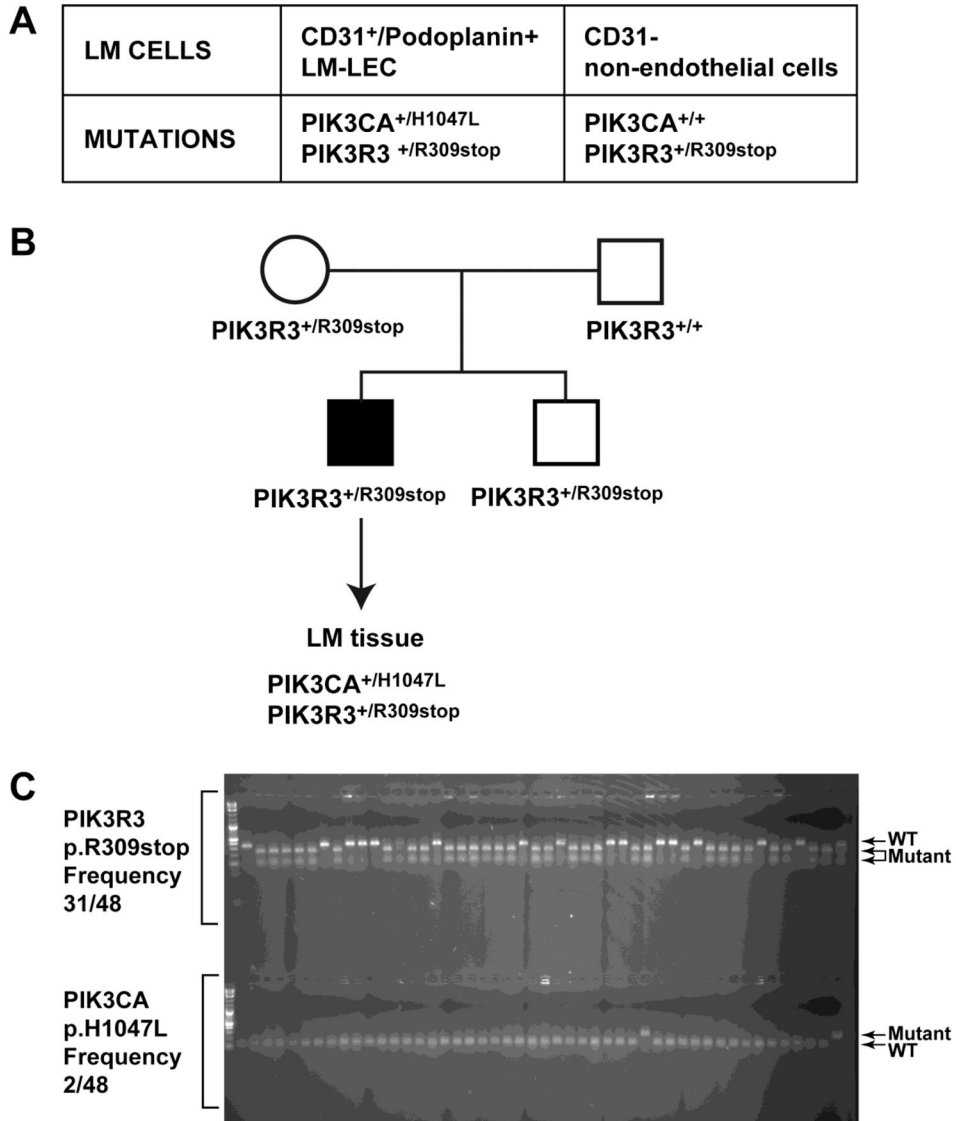 A
LM CELLS
CD31+/Podoplanin+
LM-LEC
CD31-
non-endothelial cells
MUTATIONS
PIK3CA+/H1047L
PIK3R3 +/R309stop
PIK3CA+/+
PIK3R3+/R309stop
B
PIK3R3+/R309stop
PIK3R3+/+
PIK3R3+/R309stop
PIK3R3+/R309stop
LM tissue
PIK3CA+/H1047L
PIK3R3+/R309stop
C
PIK3R3
p.R309stop
Frequency
31/48
WT
Mutant
PIK3CA
p.H1047L
Frequency
2/48
Mutant
WT